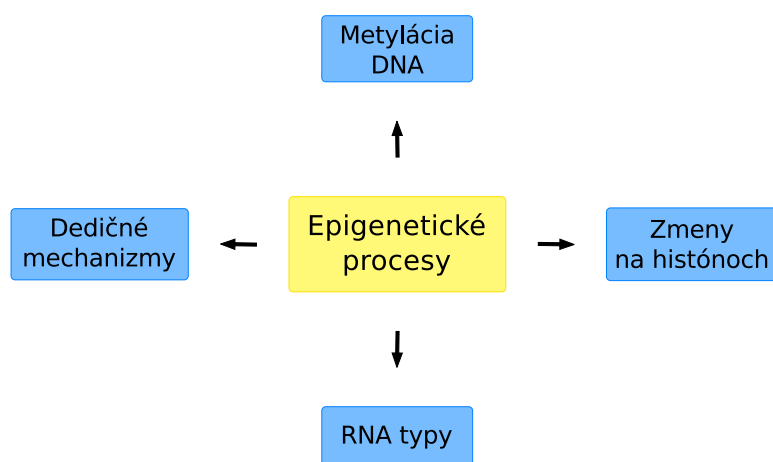 Metylácia
DNA
Dedičné
mechanizmy
Epigenetické
procesy
Zmeny
na histónoch
RNA typy